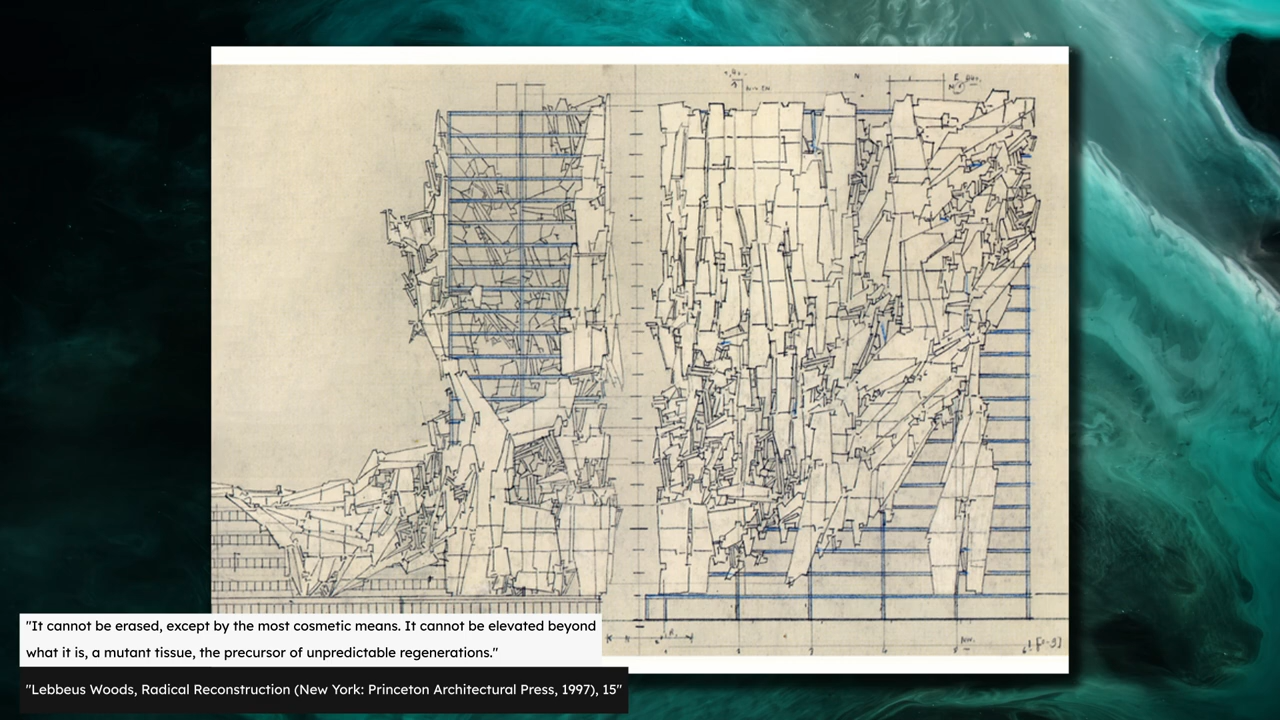 "It cannot be erased, except by the most cosmetic means. It cannot be elevated beyond
what it is, a mutant tissue, the precursor of unpredictable regenerations."
"Lebbeus Woods, Radical Reconstruction (New York: Princeton Architectural Press, 1997), 15"